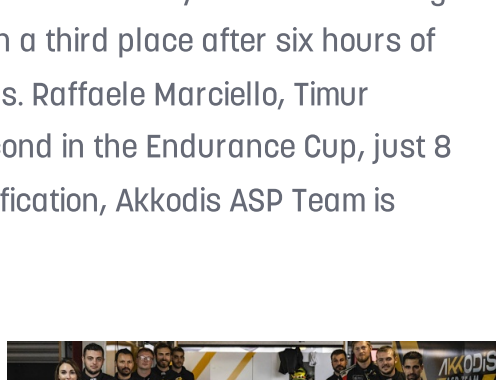 a third place after six hours of
s. Raffaele Marciello, Timur
ond in the Endurance Cup, just 8
fication, Akkodis ASP Team is
AKKODIS